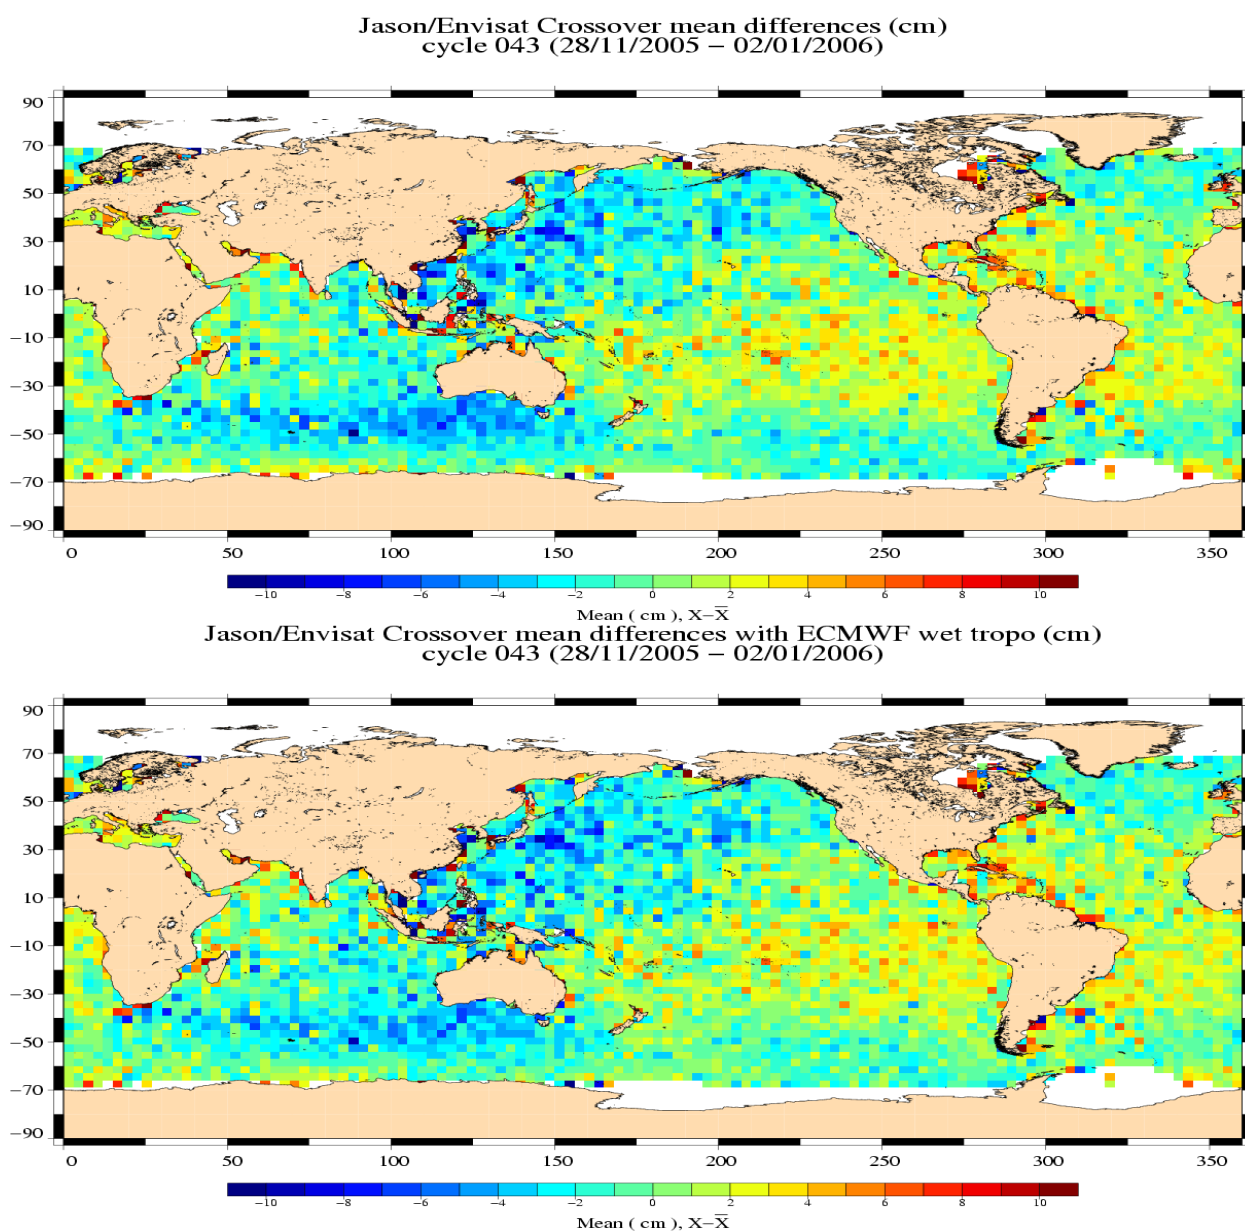 Jason/Envisat Crossover mean differences (cm)
cycle 043 (28/11/2005 − 02/01/2006)
90
70
50
30
10
−10
−30
−50
−70
−90
0 50 100 150 200 250 300 350
−10 −8 −6 −4 −2 0 2 4 6 8 10
Mean ( cm ), X−X̅
Jason/Envisat Crossover mean differences with ECMWF wet tropo (cm)
cycle 043 (28/11/2005 − 02/01/2006)
90
70
50
30
10
−10
−30
−50
−70
−90
0 50 100 150 200 250 300 350
−10 −8 −6 −4 −2 0 2 4 6 8 10
Mean ( cm ), X−X̅